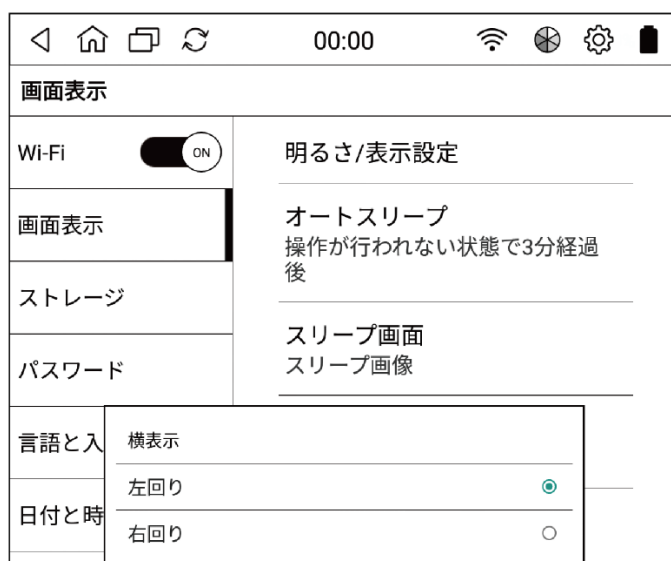 00:00
画面表示
Wi-Fi
ON
明るさ/表示設定
画面表示
オートスリープ
操作が行われない状態で3分経過
後
ストレージ
スリープ画面
スリープ画像
パスワード
言語と入
横表示
左回り
日付と時
右回り